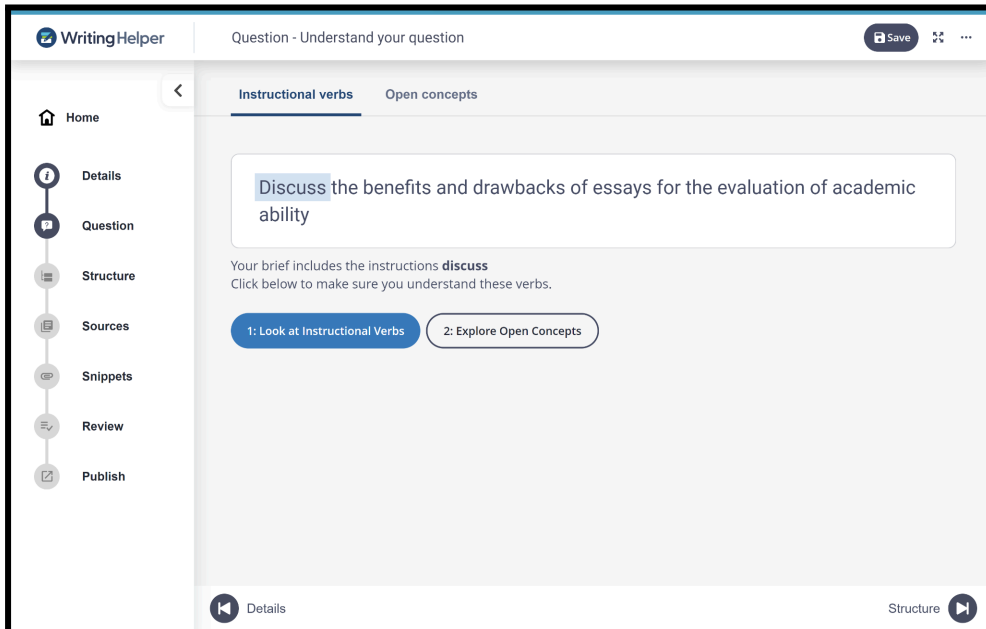 WritingHelper
Question - Understand your question
Save
Home
Details
Question
Structure
Sources
Snippets
Review
Publish
Instructional verbs
Open concepts
Discuss the benefits and drawbacks of essays for the evaluation of academic
ability
Your brief includes the instructions discuss
Click below to make sure you understand these verbs.
1: Look at Instructional Verbs
2: Explore Open Concepts
Details
Structure